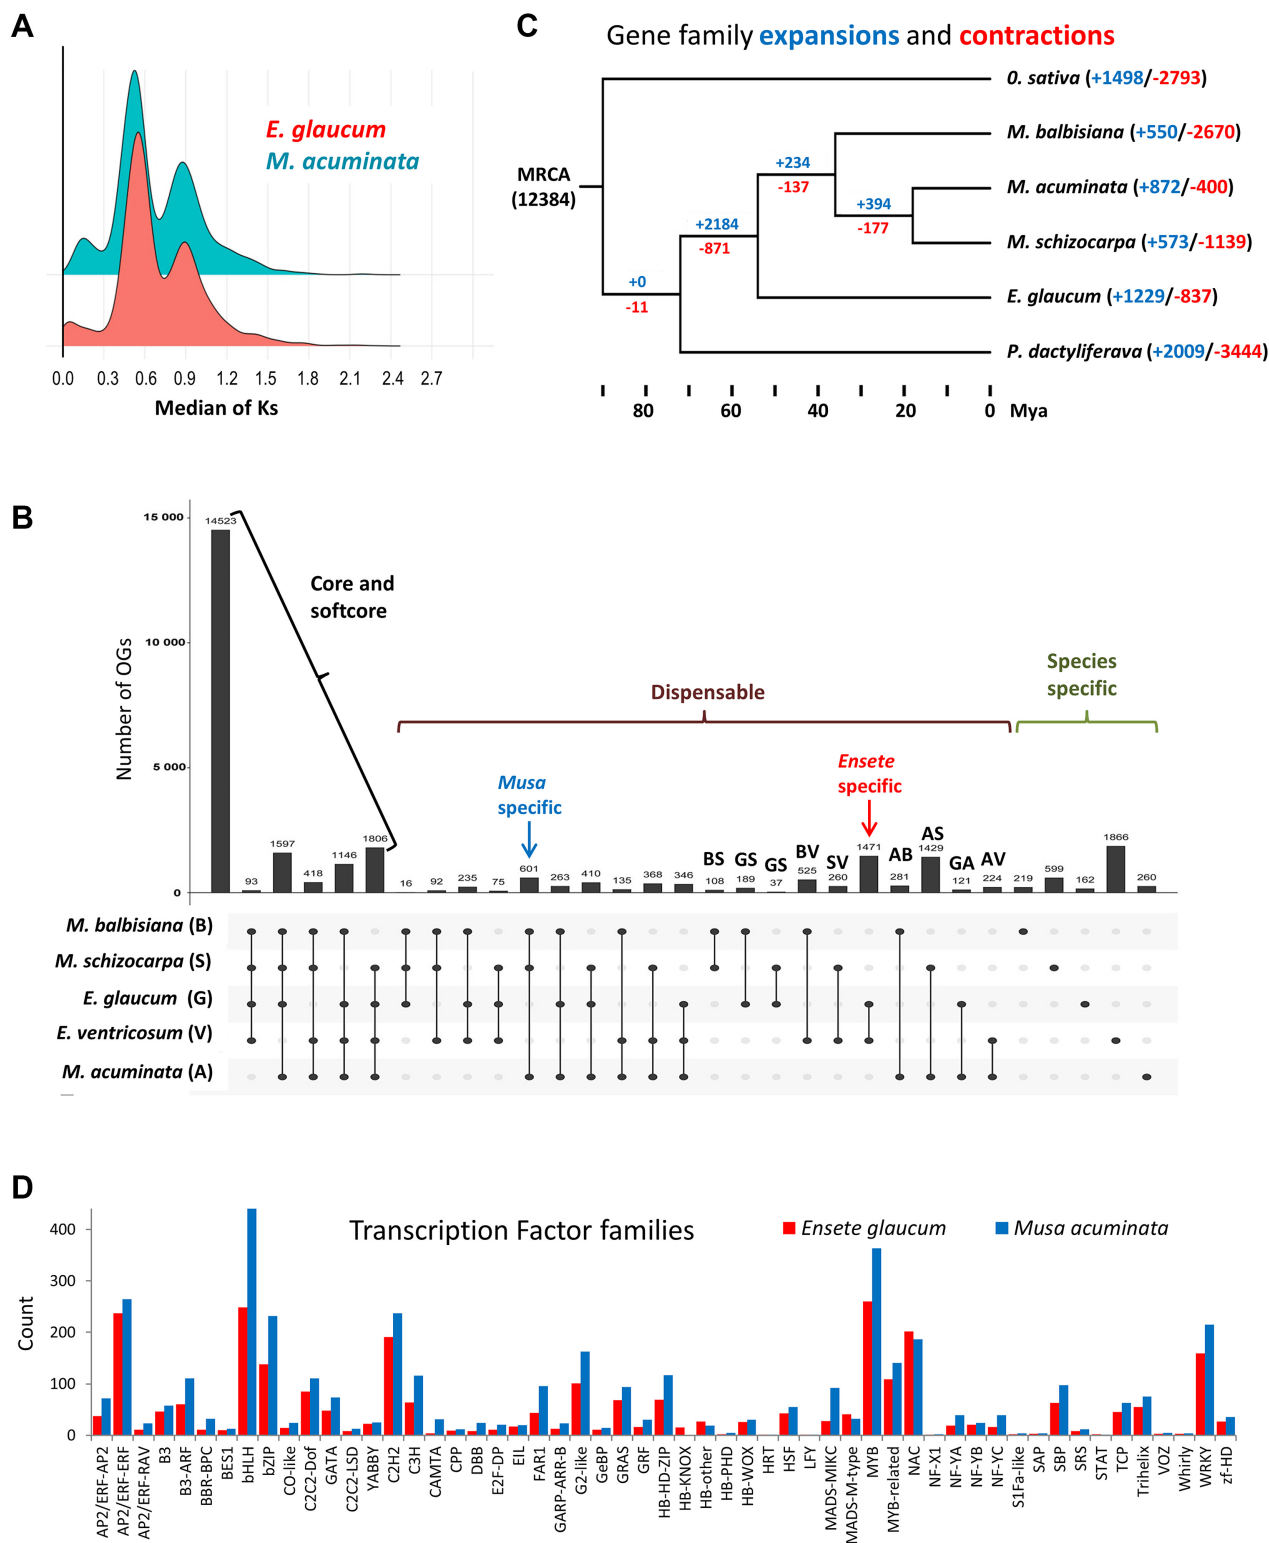 A
E. glaucum
M. acuminata
0.0 0.3 0.6 0.9 1.2 1.5 1.8 2.1 2.4 2.7
Median of Ks
C
Gene family expansions and contractions
MRCA
(12384)
+0
-11
+2184
-871
+234
-137
+394
-177
0. sativa (+1498/-2793)
M. balbisiana (+550/-2670)
M. acuminata (+872/-400)
M. schizocarpa (+573/-1139)
E. glaucum (+1229/-837)
P. dactyliferava (+2009/-3444)
80 60 40 20 0 Mya
B
Number of OGs
15 000
10 000
5 000
0
Core and
softcore
Dispensable
Species
specific
Musa
specific
Ensete
specific
BS GS GS BV SV AB AS GA AV
14523 93 1597 418 1146 1806 16 92 235 75 601 263 410 135 368 346 108 189 37 525 260 1471 281 1429 121 224 219 599 162 1866 260
M. balbisiana (B)
M. schizocarpa (S)
E. glaucum (G)
E. ventricosum (V)
M. acuminata (A)
D
Transcription Factor families
Ensete glaucum
Musa acuminata
Count
400
300
200
100
0
AP2/ERF-AP2
AP2/ERF-ERF
AP2/ERF-RAV
B3
B3-ARF
BBR-BPC
BES1
bHLH
bZIP
CO-like
C2C2-Dof
GATA
C2C2-LSD
YABBY
C2H2
C3H
CAMTA
CPP
DBB
E2F-DP
EIL
FAR1
GARP-ARR-B
G2-like
GeBP
GRAS
GRF
HB-HD-ZIP
HB-KNOX
HB-other
HB-PHD
HB-WOX
HRT
HSF
LFY
MADS-MIKC
MADS-M-type
MYB
MYB-related
NAC
NF-X1
NF-YA
NF-YB
NF-YC
S1Fa-like
SAP
SBP
SRS
STAT
TCP
Trihelix
VOZ
Whirly
WRKY
zf-HD